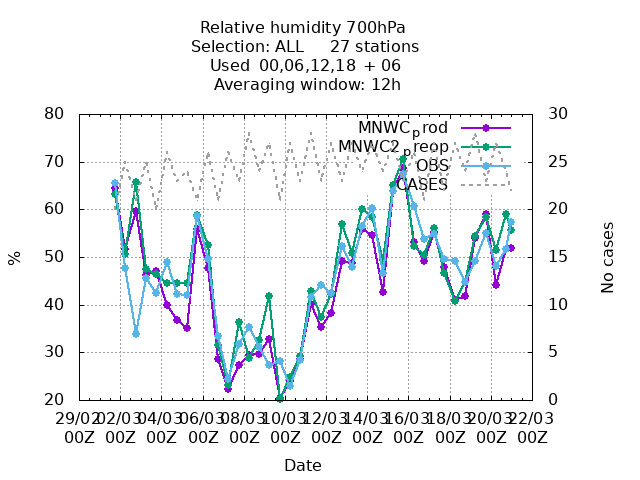 Relative humidity 700hPa
Selection: ALL 27 stations
Used 00,06,12,18 + 06
Averaging window: 12h
80 30
MNWC_prod
MNWC2_preop
70 25
OBS
CASES
60 20
% 50 15 No cases
40 10
30 5
20 0
29/02 02/03 04/03 06/03 08/03 10/03 12/03 14/03 16/03 18/03 20/03 22/03
00Z 00Z 00Z 00Z 00Z 00Z 00Z 00Z 00Z 00Z 00Z 00Z
Date